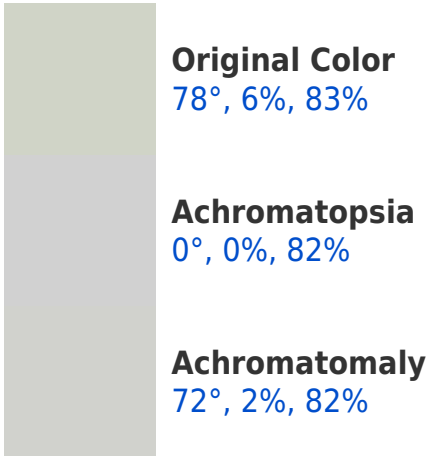 Original Color
78°, 6%, 83%
Achromatopsia
0°, 0%, 82%
Achromatomaly
72°, 2%, 82%